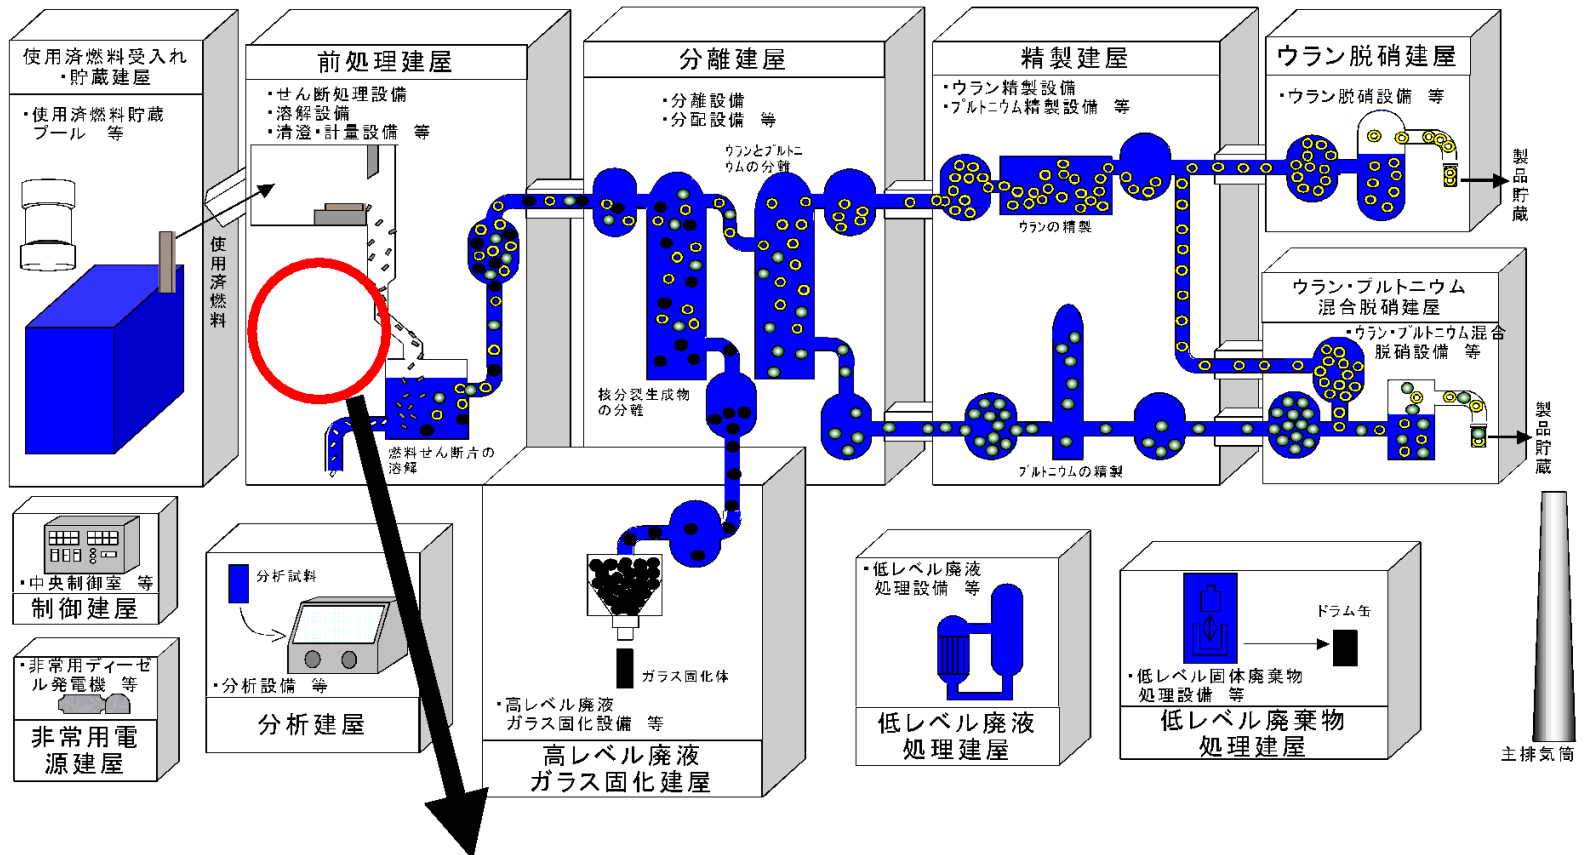 使用済燃料受入れ
・貯蔵建屋
・使用済燃料貯蔵
プール 等
使用済燃料
前処理建屋
・せん断処理設備
・溶解設備
・清澄・計量設備 等
燃料せん断片の
溶解
分離建屋
・分離設備
・分配設備 等
ウランとプルトニ
ウムの分離
核分裂生成物
の分離
精製建屋
・ウラン精製設備
・プルトニウム精製設備 等
ウランの精製
プルトニウムの精製
ウラン脱硝建屋
・ウラン脱硝設備 等
製品貯蔵
ウラン・プルトニウム
混合脱硝建屋
・ウラン・プルトニウム混合
脱硝設備 等
製品貯蔵
・中央制御室 等
制御建屋
・非常用ディーゼ
ル発電機 等
非常用電
源建屋
分析試料
・分析設備 等
分析建屋
ガラス固化体
・高レベル廃液
ガラス固化設備 等
高レベル廃液
ガラス固化建屋
・低レベル廃液
処理設備 等
低レベル廃液
処理建屋
ドラム缶
・低レベル固体廃棄物
処理設備 等
低レベル廃棄物
処理建屋
主排気筒